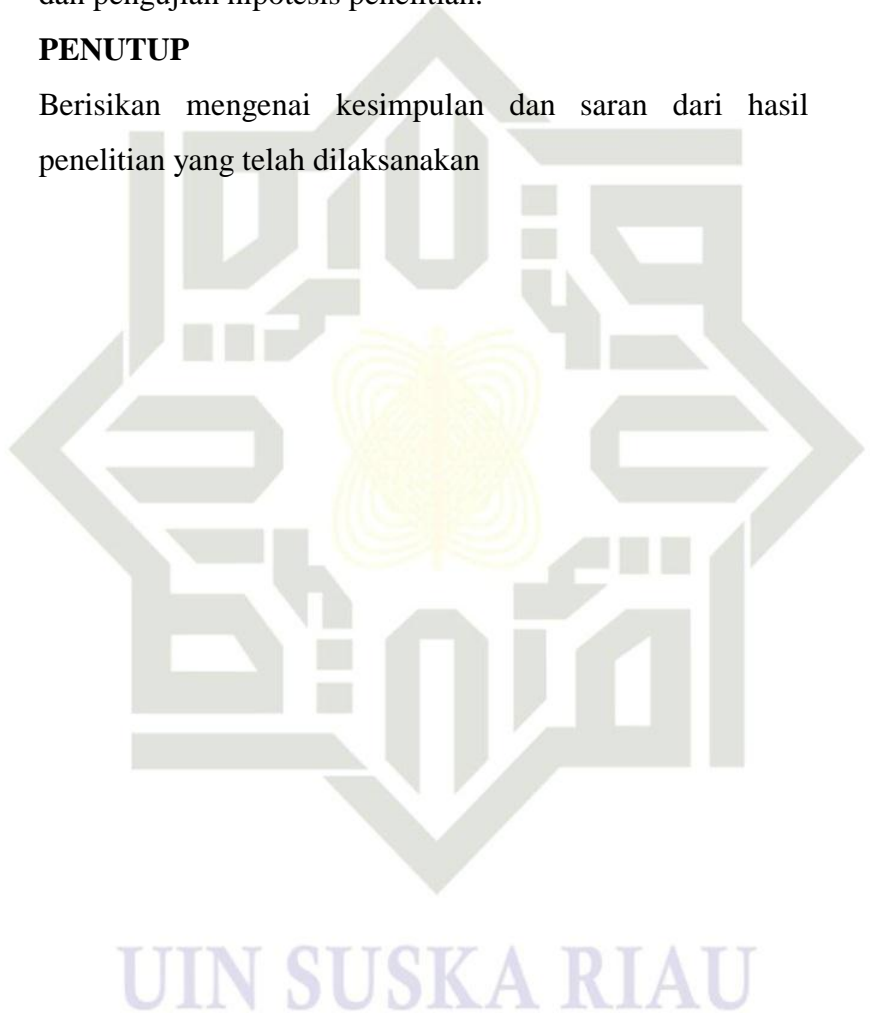 dan pengujian hipotesis penelitian.
PENUTUP
Berisikan mengenai kesimpulan dan saran dari hasil
penelitian yang telah dilaksanakan
UIN SUSKA RIAU